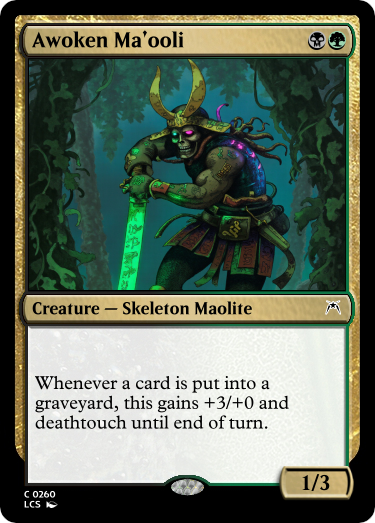 Awoken Ma'ooli
Creature — Skeleton Maolite
Whenever a card is put into a
graveyard, this gains +3/+0 and
deathtouch until end of turn.
1/3
C 0260
LCS